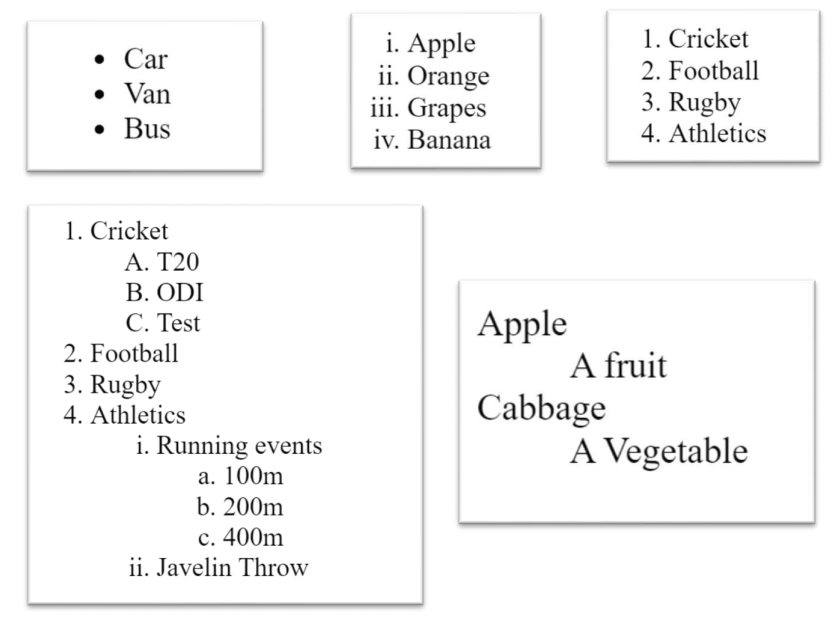 • Car
• Van
• Bus
i. Apple
ii. Orange
iii. Grapes
iv. Banana
1. Cricket
2. Football
3. Rugby
4. Athletics
1. Cricket
A. T20
B. ODI
C. Test
2. Football
3. Rugby
4. Athletics
i. Running events
a. 100m
b. 200m
c. 400m
ii. Javelin Throw
Apple
A fruit
Cabbage
A Vegetable